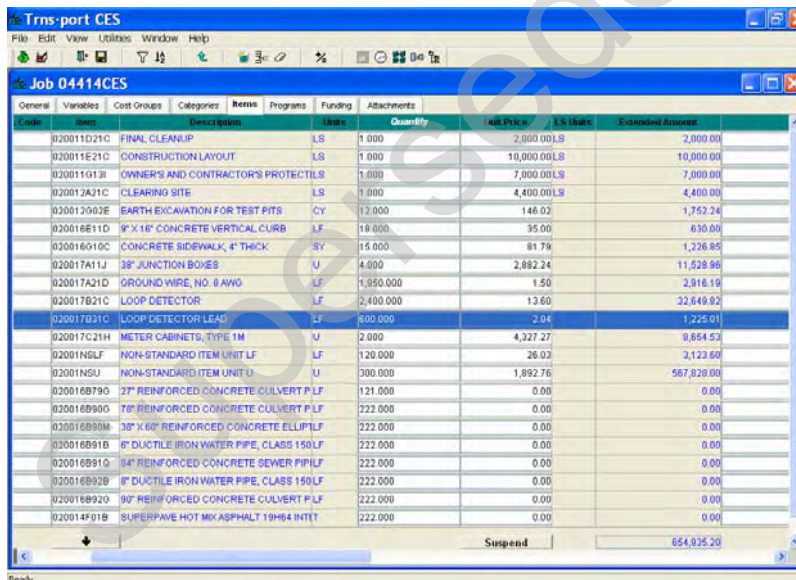 Trns·port CES
File Edit View Utilities Window Help
Job 04414CES
General Variables Cost Groups Categories Items Programs Funding Attachments
Code Item Description Units Quantity Unit Price LS Units Extended Amount
020011D21C FINAL CLEANUP LS 1.000 2,000.00 LS 2,000.00
020011E21C CONSTRUCTION LAYOUT LS 1.000 10,000.00 LS 10,000.00
020011G13I OWNER'S AND CONTRACTOR'S PROTECTI LS 1.000 7,000.00 LS 7,000.00
020012A21C CLEARING SITE LS 1.000 4,400.00 LS 4,400.00
020012G02E EARTH EXCAVATION FOR TEST PITS CY 12.000 146.02 1,752.24
020016E11D 9" X 16" CONCRETE VERTICAL CURB LF 18.000 35.00 630.00
020016G10C CONCRETE SIDEWALK, 4" THICK SY 15.000 81.79 1,226.85
020017A11J 38" JUNCTION BOXES U 4.000 2,882.24 11,528.96
020017A21D GROUND WIRE, NO. 8 AWG LF 1,950.000 1.50 2,916.19
020017B21C LOOP DETECTOR LF 2,400.000 13.60 32,649.82
020017B31C LOOP DETECTOR LEAD LF 600.000 2.04 1,225.01
020017C21H METER CABINETS, TYPE 1M U 2.000 4,327.27 8,654.53
02001NSLF NON-STANDARD ITEM UNIT LF LF 120.000 26.03 3,123.60
02001NSU NON-STANDARD ITEM UNIT U U 300.000 1,892.76 567,828.00
020016B79G 27" REINFORCED CONCRETE CULVERT P LF 121.000 0.00 0.00
020016B90G 78" REINFORCED CONCRETE CULVERT P LF 222.000 0.00 0.00
020016B90M 38" X 60" REINFORCED CONCRETE ELLIPT LF 222.000 0.00 0.00
020016B91B 6" DUCTILE IRON WATER PIPE, CLASS 150 LF 222.000 0.00 0.00
020016B91G 84" REINFORCED CONCRETE SEWER PIP LF 222.000 0.00 0.00
020016B92B 8" DUCTILE IRON WATER PIPE, CLASS 150 LF 222.000 0.00 0.00
020016B92G 90" REINFORCED CONCRETE CULVERT P LF 222.000 0.00 0.00
020014F01B SUPERPAVE HOT MIX ASPHALT 19H64 INT T 222.000 0.00 0.00
Suspend 654,935.20
Ready
Superseded